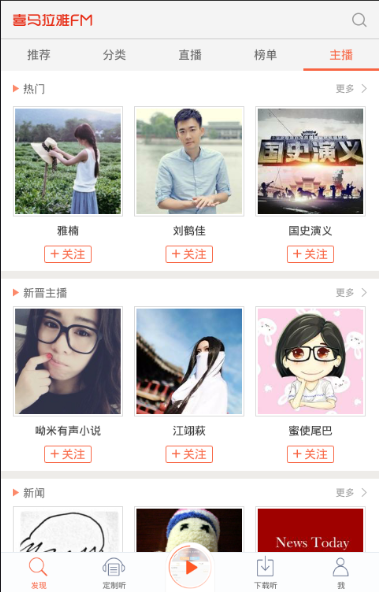 喜马拉雅FM
推荐 分类 直播 榜单 主播
热门 更多
国史演义
雅楠 刘鹤佳 国史演义
+关注 +关注 +关注
新晋主播 更多
呦米有声小说 江翊萩 蜜使尾巴
+关注 +关注 +关注
新闻 更多
News Today
发现 定制听 下载听 我